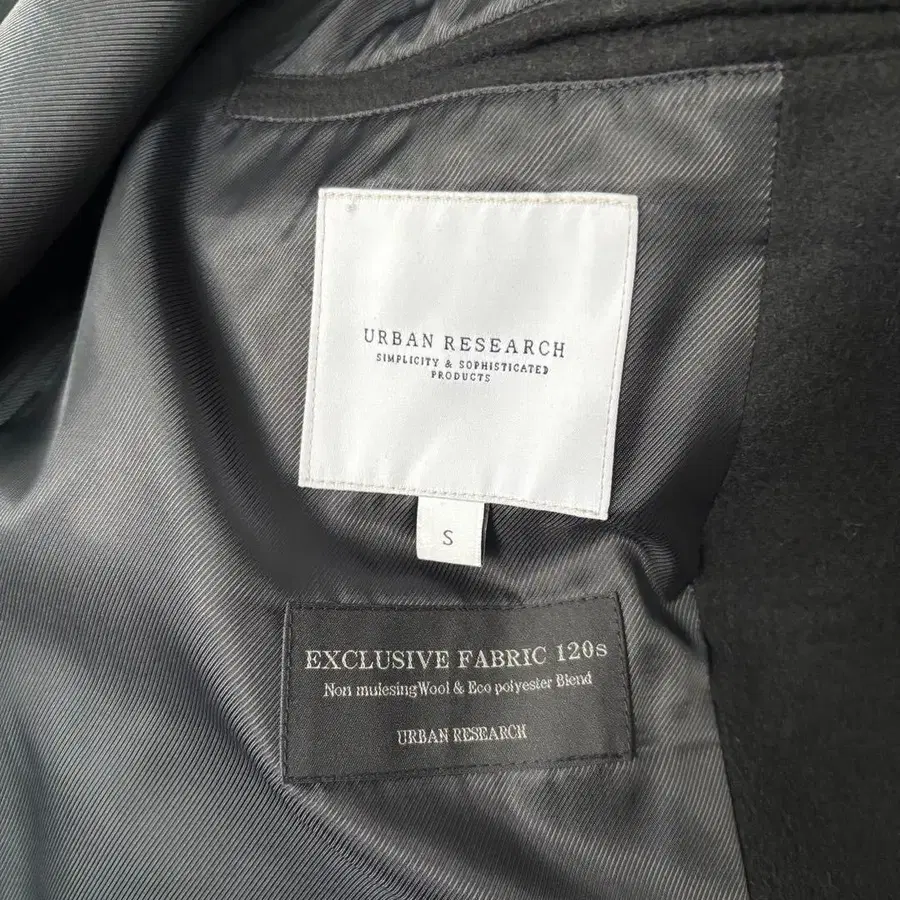 URBAN RESEARCH
SIMPLICITY & SOPHISTICATED
PRODUCTS
S
EXCLUSIVE FABRIC 120s
Non mulesing Wool & Eco polyester Blend
URBAN RESEARCH